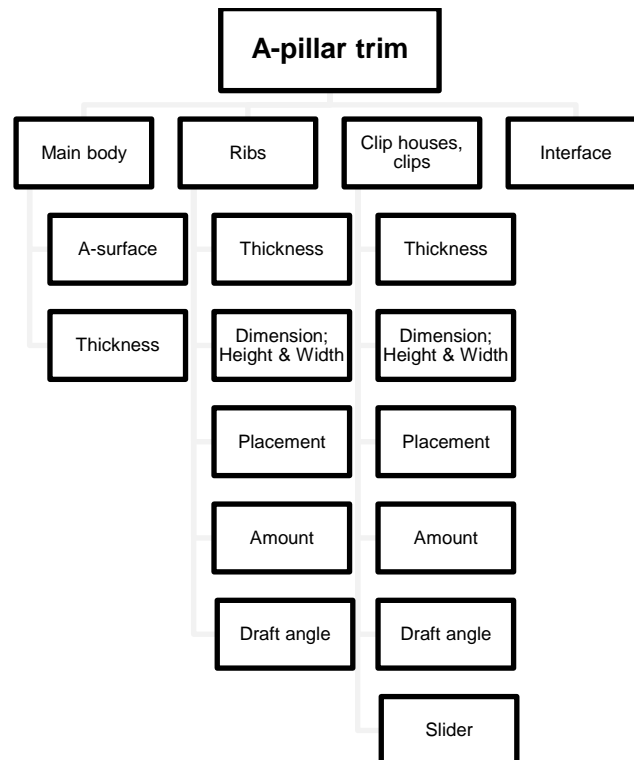 A-pillar trim
Main body
Ribs
Clip houses,
clips
Interface
A-surface
Thickness
Thickness
Thickness
Dimension;
Height & Width
Placement
Amount
Draft angle
Thickness
Dimension;
Height & Width
Placement
Amount
Draft angle
Slider